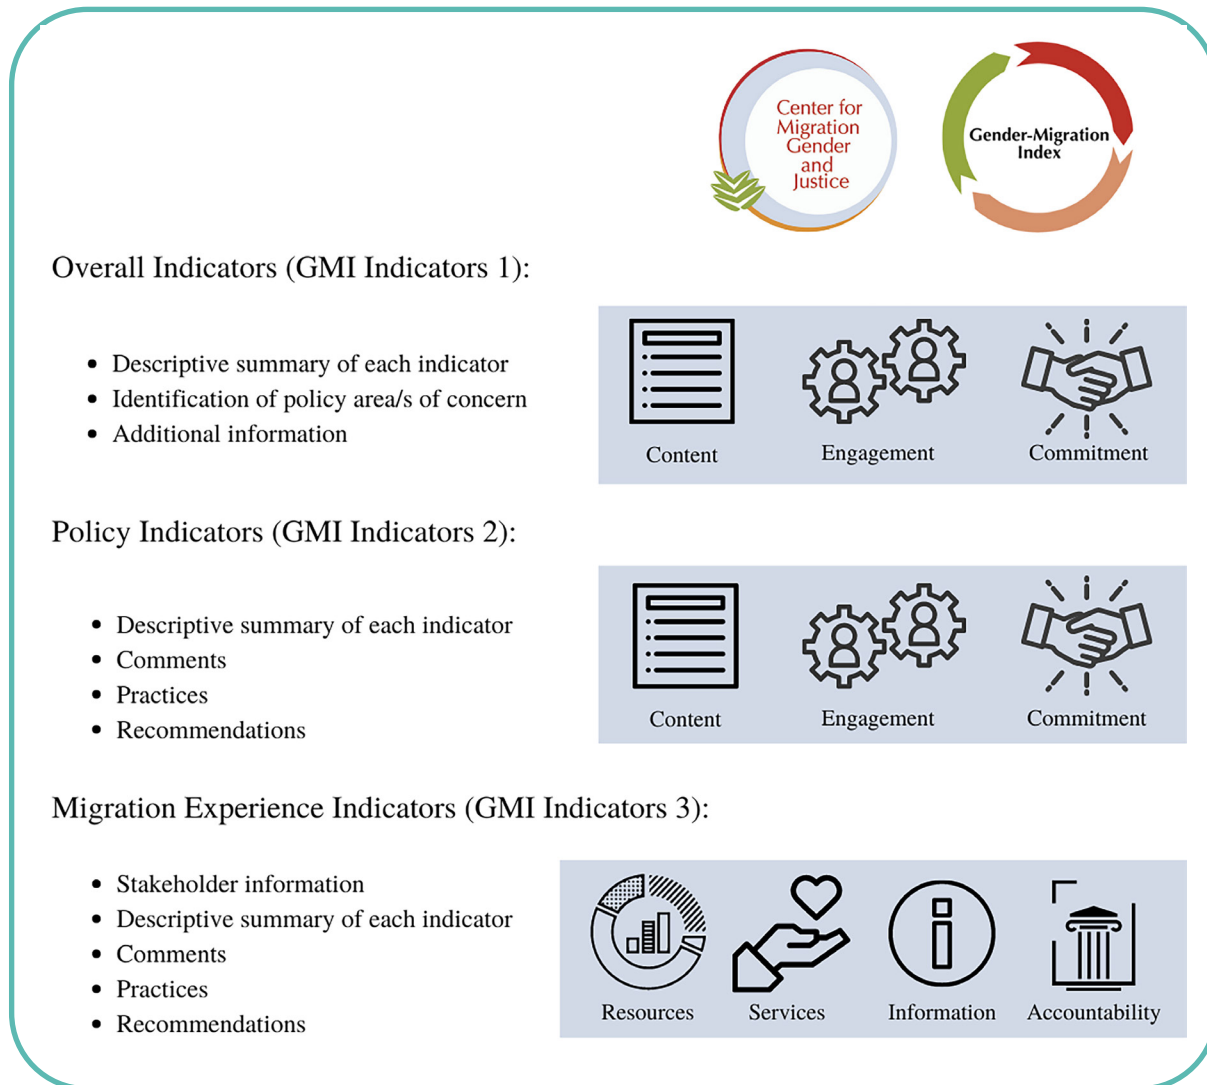 Center for
Migration
Gender
and
Justice
Gender-Migration
Index
Overall Indicators (GMI Indicators 1):
• Descriptive summary of each indicator
• Identification of policy area/s of concern
• Additional information
Content
Engagement
Commitment
Policy Indicators (GMI Indicators 2):
• Descriptive summary of each indicator
• Comments
• Practices
• Recommendations
Content
Engagement
Commitment
Migration Experience Indicators (GMI Indicators 3):
• Stakeholder information
• Descriptive summary of each indicator
• Comments
• Practices
• Recommendations
Resources
Services
Information
Accountability